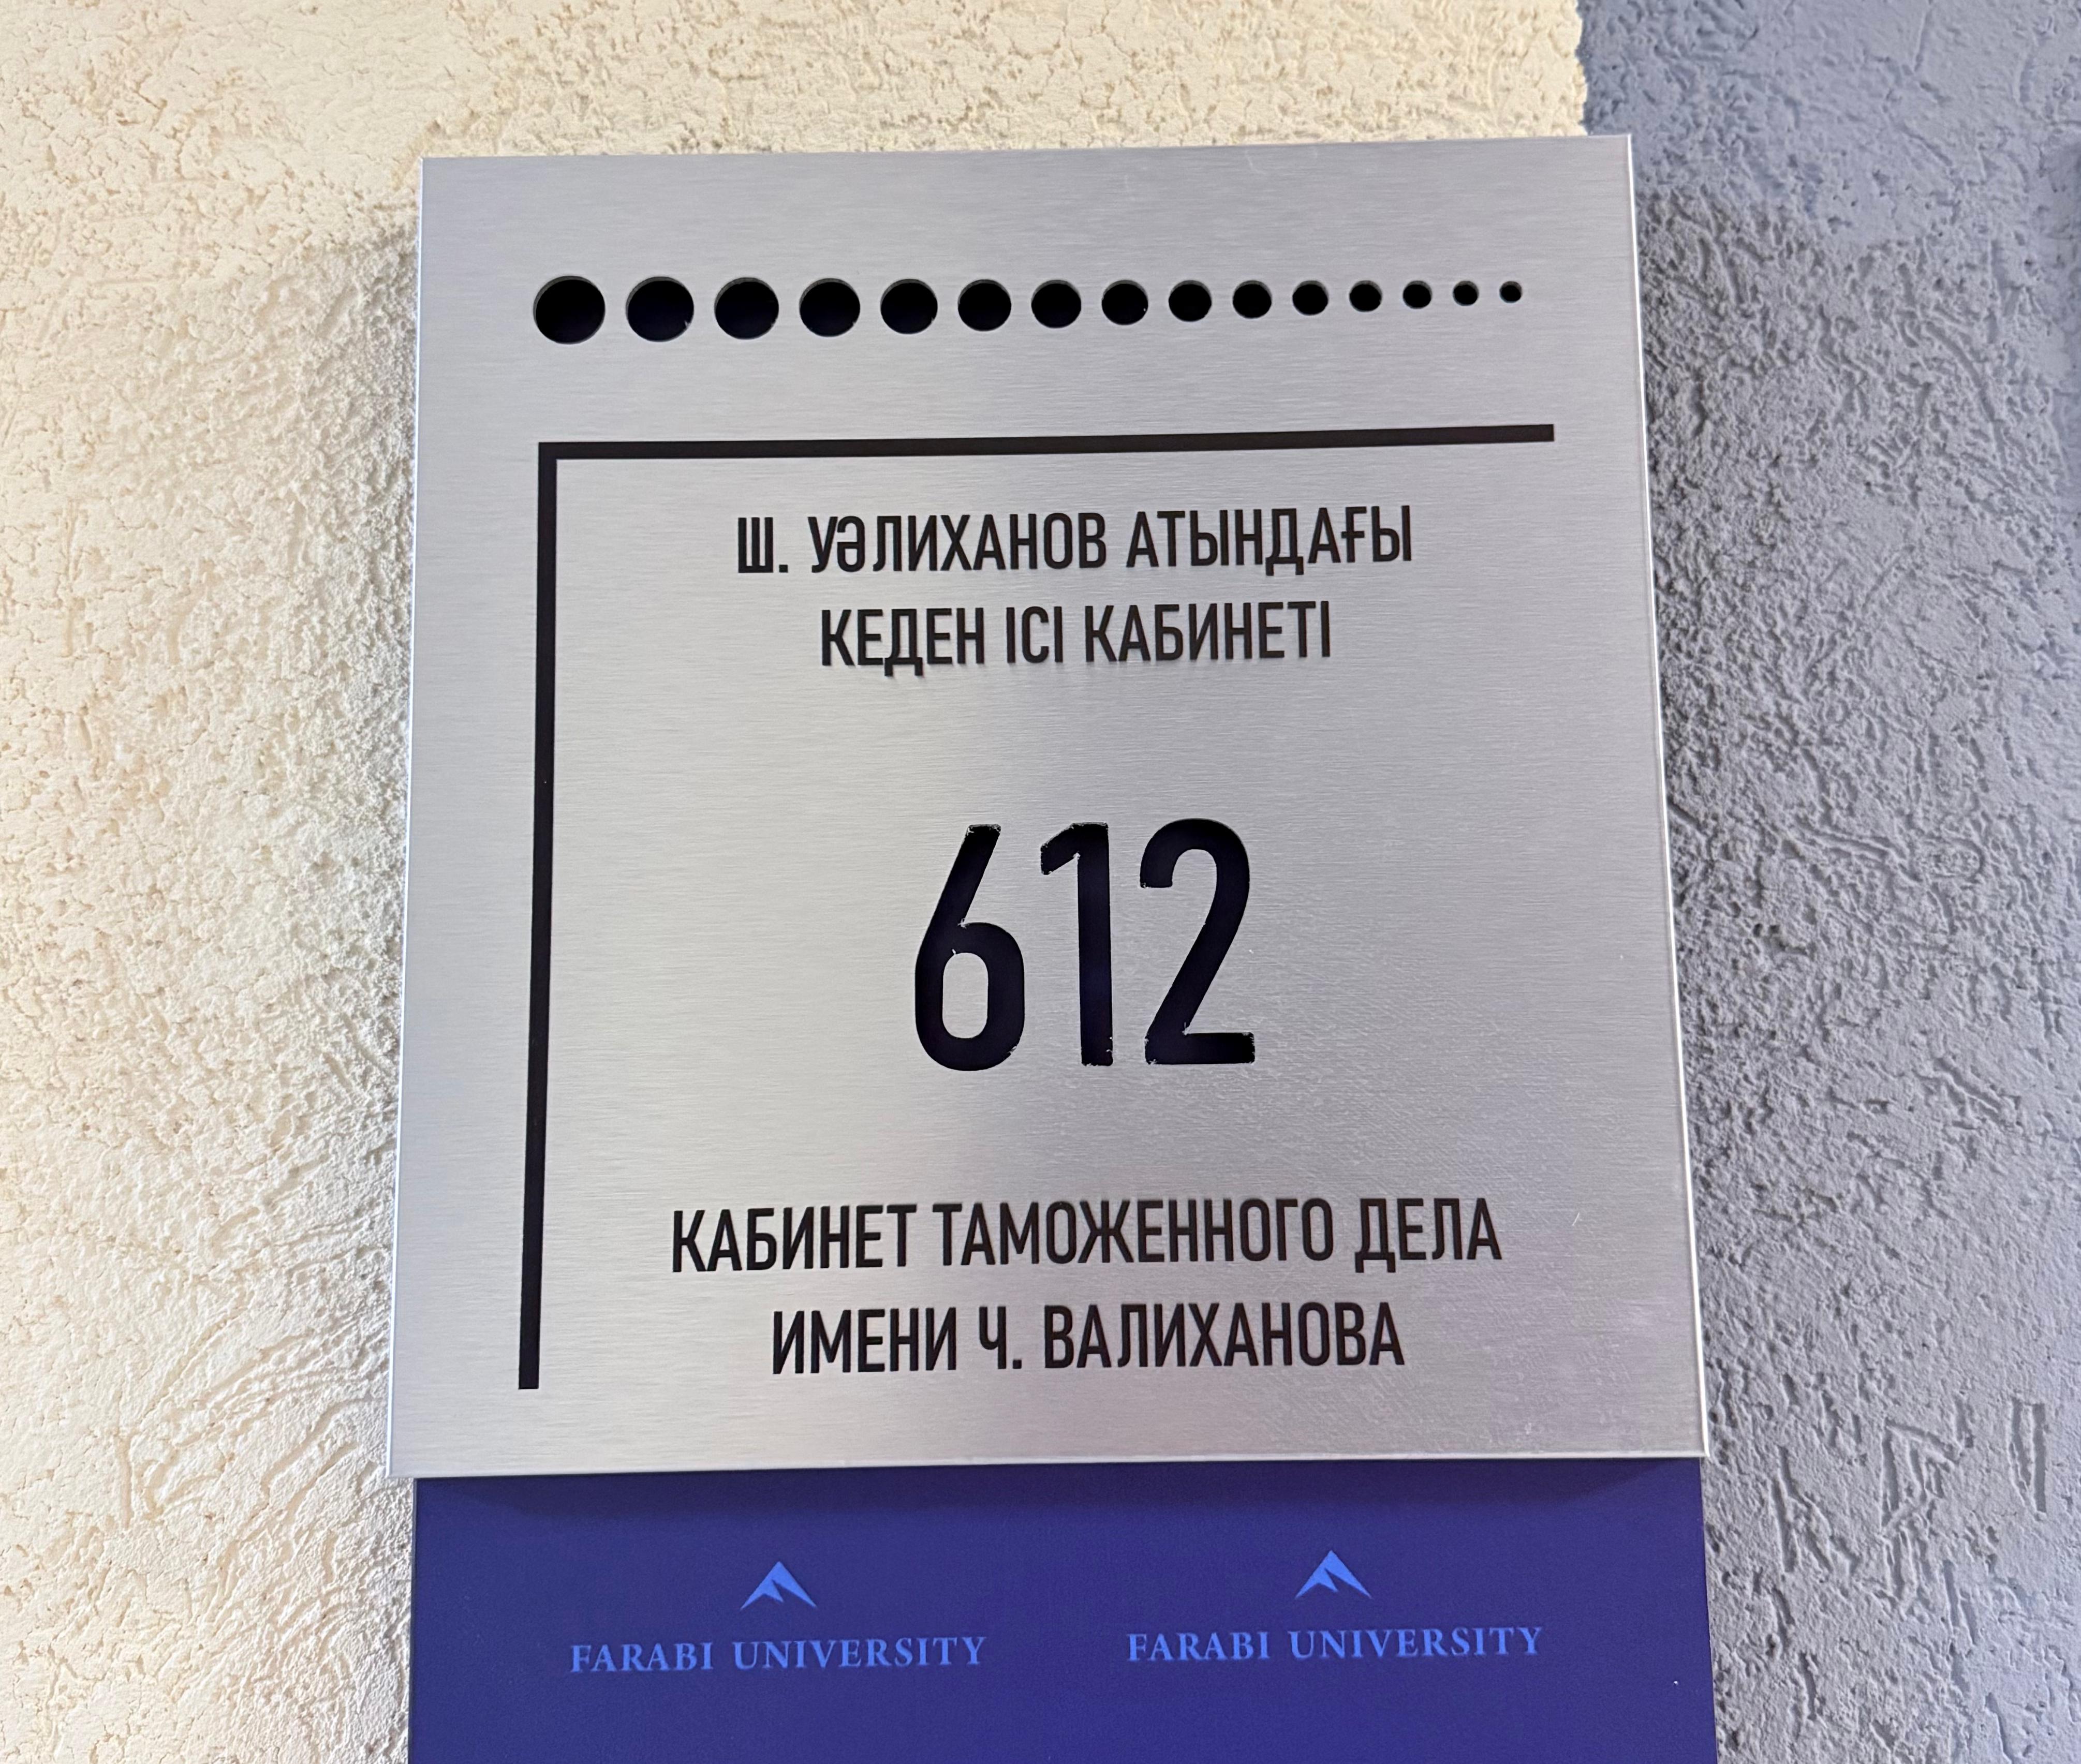 Ш. УӘЛИХАНОВ АТЫНДАҒЫ
КЕДЕН ІСІ КАБИНЕТІ
612
КАБИНЕТ ТАМОЖЕННОГО ДЕЛА
ИМЕНИ Ч. ВАЛИХАНОВА
FARABI UNIVERSITY FARABI UNIVERSITY